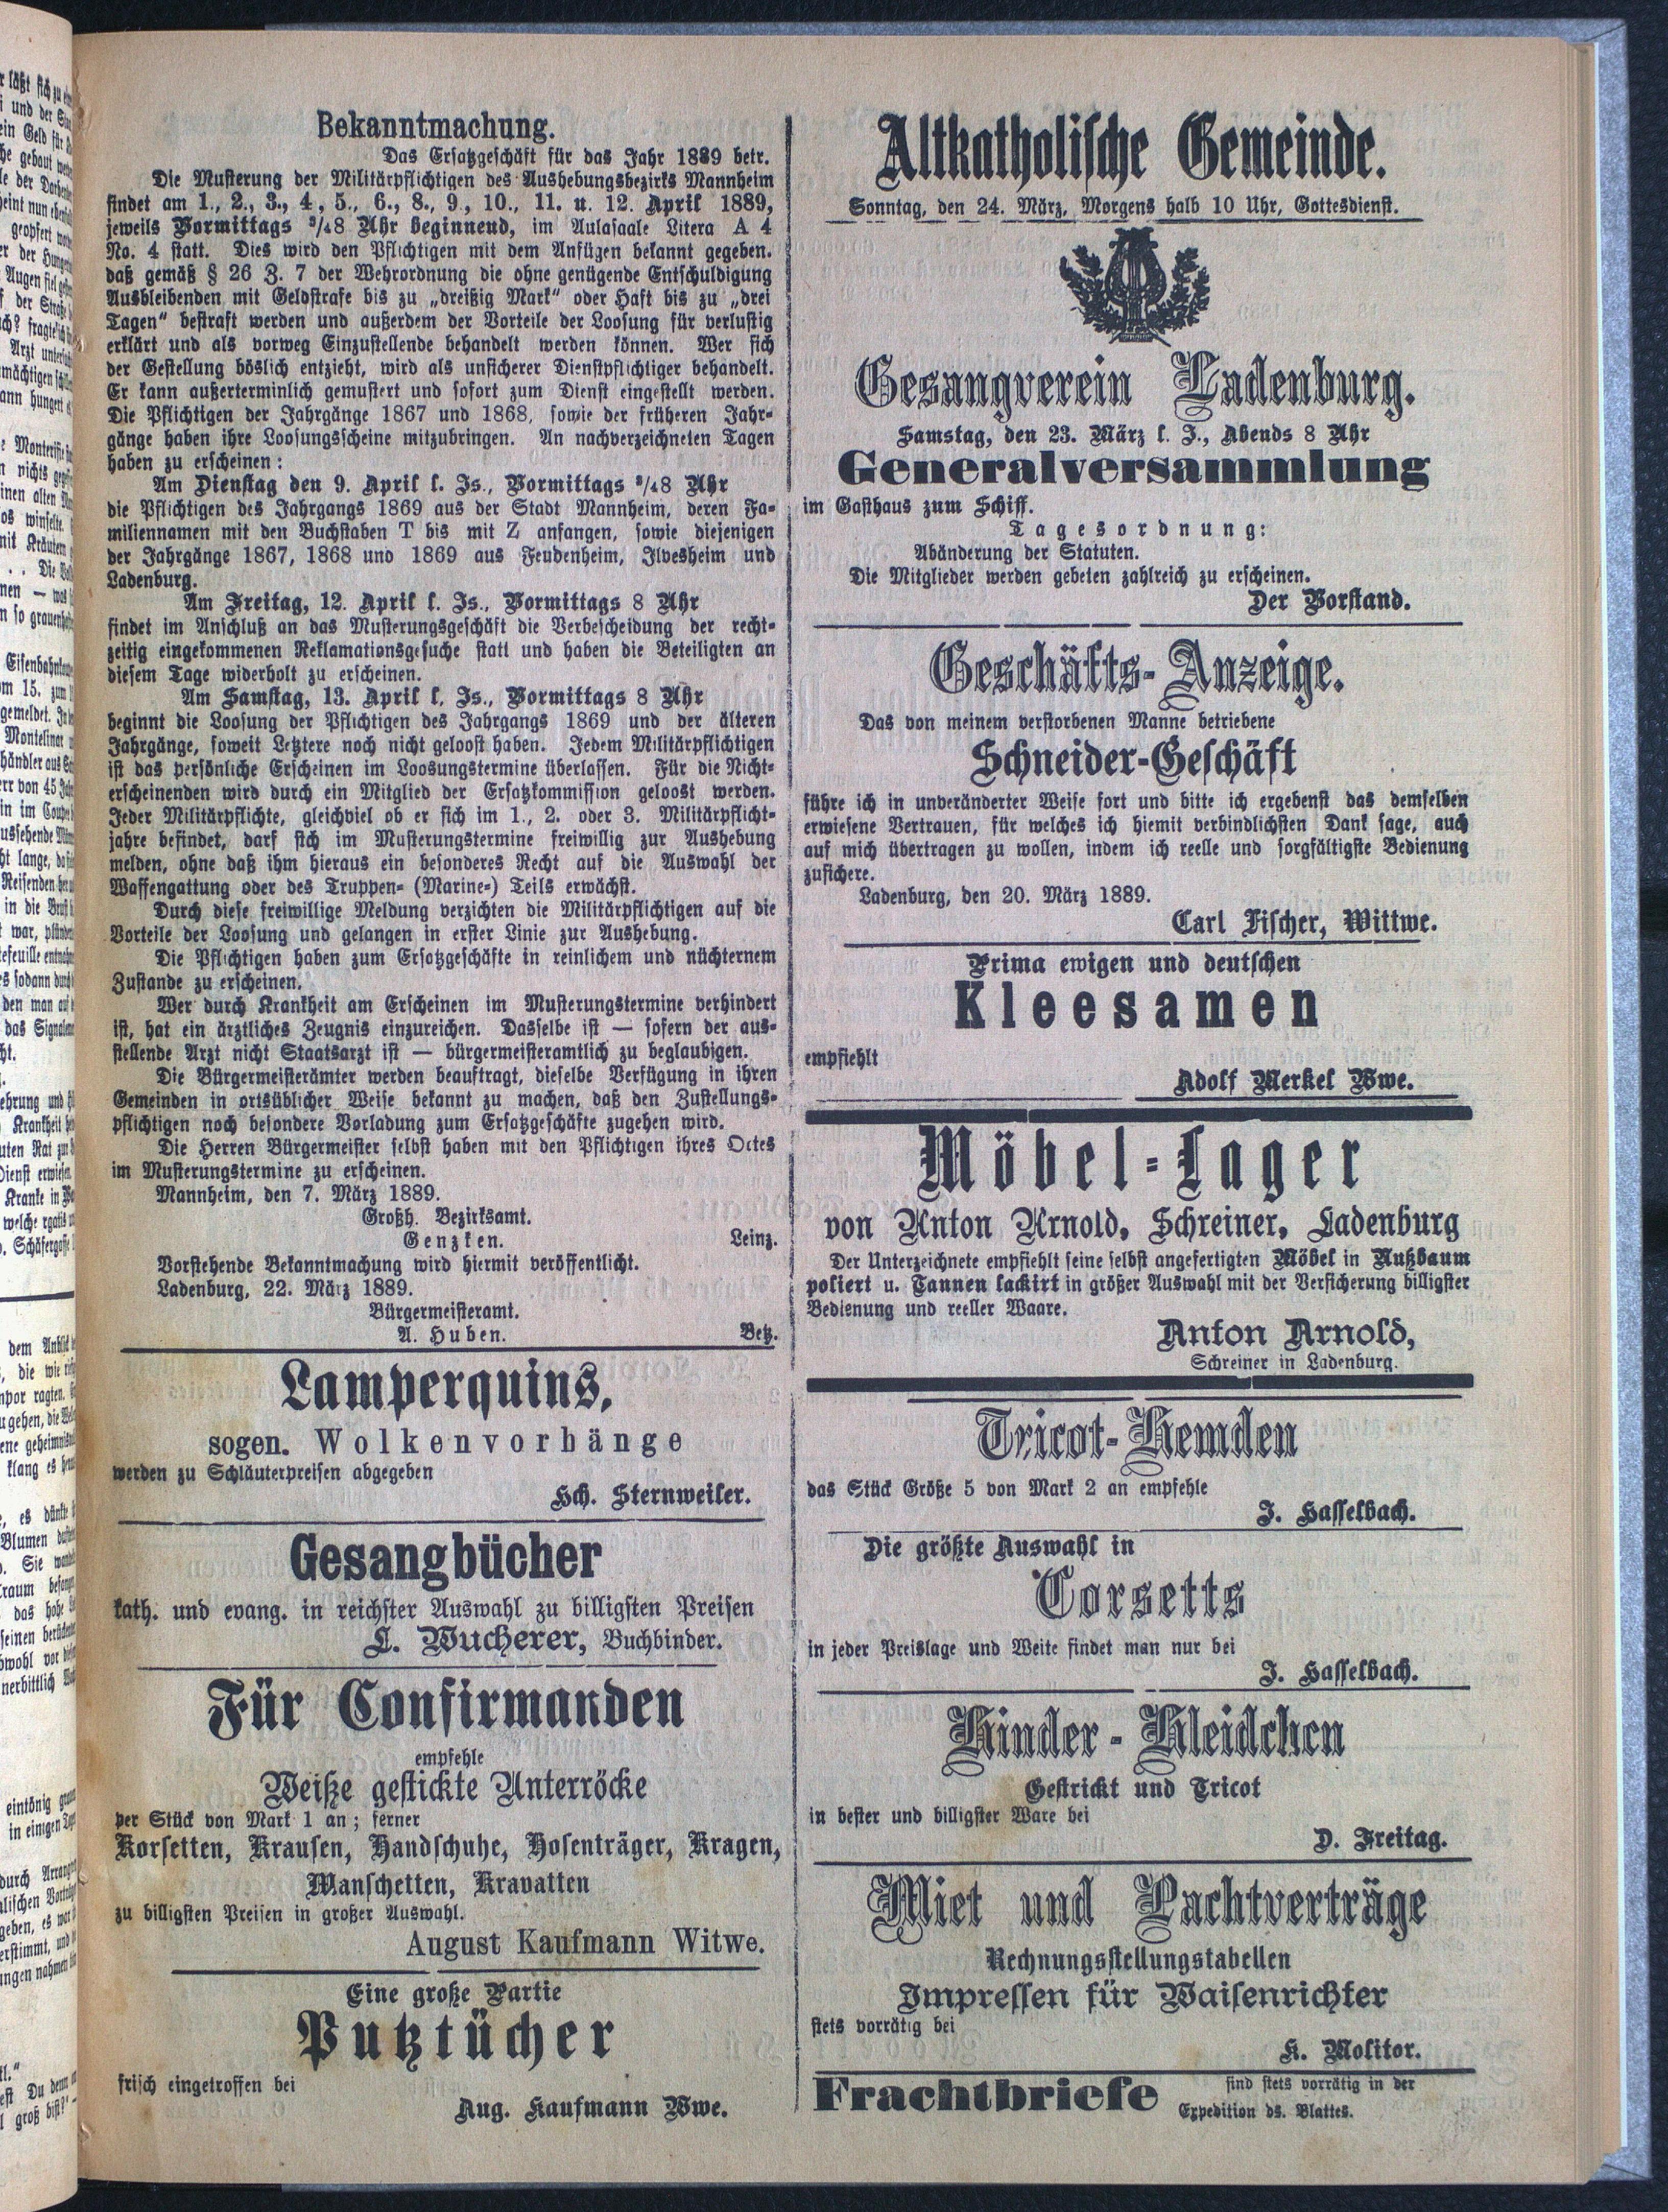 Bekanntmachung.
Das Ersatzgeschäft für das Jahr 1889 betr.
Die Musterung der Militärpflichtigen des Aushebungsbezirks Mannheim
findet am 1., 2., 3., 4, 5., 6., 8., 9., 10., 11. u. 12. April 1889,
jeweils Vormittags ³/₄8 Uhr beginnend, im Aulasaale Litera A 4
No. 4 statt. Dies wird den Pflichtigen mit dem Anfügen bekannt gegeben.
daß gemäß § 26 Z. 7 der Wehrordnung die ohne genügende Entschuldigung
Ausbleibenden mit Geldstrafe bis zu „dreißig Mark“ oder Haft bis zu „drei
Tagen“ bestraft werden und außerdem der Vorteile der Loosung für verlustig
erklärt und als vorweg Einzustellende behandelt werden können. Wer sich
der Gestellung böslich entzieht, wird als unsicherer Dienstpflichtiger behandelt.
Er kann außerterminlich gemustert und sofort zum Dienst eingestellt werden.
Die Pflichtigen der Jahrgänge 1867 und 1868, sowie der früheren Jahr-
gänge haben ihre Loosungsscheine mitzubringen. An nachverzeichneten Tagen
haben zu erscheinen:
Am Dienstag den 9. April l. Js., Vormittags ³/₄8 Uhr
die Pflichtigen des Jahrgangs 1869 aus der Stadt Mannheim, deren Fa-
miliennamen mit den Buchstaben T bis mit Z anfangen, sowie diejenigen
der Jahrgänge 1867, 1868 und 1869 aus Feudenheim, Ilvesheim und
Ladenburg.
Am Freitag, 12. April l. Js., Vormittags 8 Uhr
findet im Anschluß an das Musterungsgeschäft die Verbescheidung der recht-
zeitig eingekommenen Reklamationsgesuche statt und haben die Beteiligten an
diesem Tage widerholt zu erscheinen.
Am Samstag, 13. April l. Js., Vormittags 8 Uhr
beginnt die Loosung der Pflichtigen des Jahrgangs 1869 und der älteren
Jahrgänge, soweit Letztere noch nicht geloost haben. Jedem Militärpflichtigen
ist das persönliche Erscheinen im Loosungstermine überlassen. Für die Nicht-
erscheinenden wird durch ein Mitglied der Ersatzkommission geloost werden.
Jeder Militärpflichte, gleichviel ob er sich im 1., 2. oder 3. Militärpflicht-
jahre befindet, darf sich im Musterungstermine freiwillig zur Aushebung
melden, ohne daß ihm hieraus ein besonderes Recht auf die Auswahl der
Waffengattung oder des Truppen- (Marine-) Teils erwächst.
Durch diese freiwillige Meldung verzichten die Militärpflichtigen auf die
Vorteile der Loosung und gelangen in erster Linie zur Aushebung.
Die Pflichtigen haben zum Ersatzgeschäfte in reinlichem und nüchternem
Zustande zu erscheinen.
Wer durch Krankheit am Erscheinen im Musterungstermine verhindert
ist, hat ein ärztliches Zeugnis einzureichen. Dasselbe ist — sofern der aus-
stellende Arzt nicht Staatsarzt ist — bürgermeisteramtlich zu beglaubigen.
Die Bürgermeisterämter werden beauftragt, dieselbe Verfügung in ihren
Gemeinden in ortsüblicher Weise bekannt zu machen, daß den Zustellungs-
pflichtigen noch besondere Vorladung zum Ersatzgeschäfte zugehen wird.
Die Herren Bürgermeister selbst haben mit den Pflichtigen ihres Ortes
im Musterungstermine zu erscheinen.
Mannheim, den 7. März 1889.
Großh. Bezirksamt.
Genzken. Leinz.
Vorstehende Bekanntmachung wird hiermit veröffentlicht.
Ladenburg, 22. März 1889.
Bürgermeisteramt.
A. Huben. Betz.
Lamperquins,
sogen. Wolkenvorhänge
werden zu Schläuterpreisen abgegeben
Hch. Sternweiler.
Gesangbücher
kath. und evang. in reichster Auswahl zu billigsten Preisen
L. Wucherer, Buchbinder.
Für Confirmanden
empfehle
Weiße gestickte Unterröcke
per Stück von Mark 1 an; ferner
Korsetten, Krausen, Handschuhe, Hosenträger, Kragen,
Manschetten, Kravatten
zu billigsten Preisen in großer Auswahl.
August Kaufmann Witwe.
Eine große Partie
Putztücher
frisch eingetroffen bei
Aug. Kaufmann Wwe.
Altkatholische Gemeinde.
Sonntag, den 24. März, Morgens halb 10 Uhr, Gottesdienst.
Gesangverein Ladenburg.
Samstag, den 23. März l. J., Abends 8 Uhr
Generalversammlung
im Gasthaus zum Schiff.
Tagesordnung:
Abänderung der Statuten.
Die Mitglieder werden gebeten zahlreich zu erscheinen.
Der Vorstand.
Geschäfts-Anzeige.
Das von meinem verstorbenen Manne betriebene
Schneider-Geschäft
führe ich in underänderter Weise fort und bitte ich ergebenst das demselben
erwiesene Vertrauen, für welches ich hiemit verbindlichsten Dank sage, auch
auf mich übertragen zu wollen, indem ich reelle und sorgfältigste Bedienung
zusichere.
Ladenburg, den 20. März 1889.
Carl Fischer, Wittwe.
Prima ewigen und deutschen
Kleesamen
empfiehlt
Adolf Merkel Wwe.
Möbel-Lager
von Anton Arnold, Schreiner, Ladenburg
Der Unterzeichnete empfiehlt seine selbst angefertigten Möbel in Nußbaum
poliert u. Tannen lackirt in größer Auswahl mit der Versicherung billigster
Bedienung und reeller Waare.
Anton Arnold,
Schreiner in Ladenburg.
Tricot-Hemden
das Stück Größe 5 von Mark 2 an empfehle
J. Hasselbach.
Die größte Auswahl in
Corsetts
in jeder Preislage und Weite findet man nur bei
J. Hasselbach.
Kinder-Kleidchen
Gestrickt und Tricot
in bester und billigster Ware bei
D. Freitag.
Miet und Pachtverträge
Rechnungsstellungstabellen
Impressen für Waisenrichter
stets vorrätig bei
K. Molitor.
Frachtbriefe sind stets vorrätig in der
Expedition ds. Blattes.